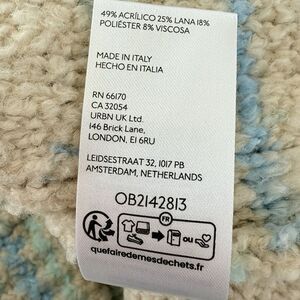 49% ACRÍLICO 25% LANA 18%
POLIÉSTER 8% VISCOSA
MADE IN ITALY
HECHO EN ITALIA
RN 66170
CA 32054
URBN UK Ltd.
146 Brick Lane,
LONDON, E1 6RU
LEIDSESTRAAT 32, 1017 PB
AMSTERDAM, NETHERLANDS
OB2142813
FR
OU
quefairedemesdechets.fr